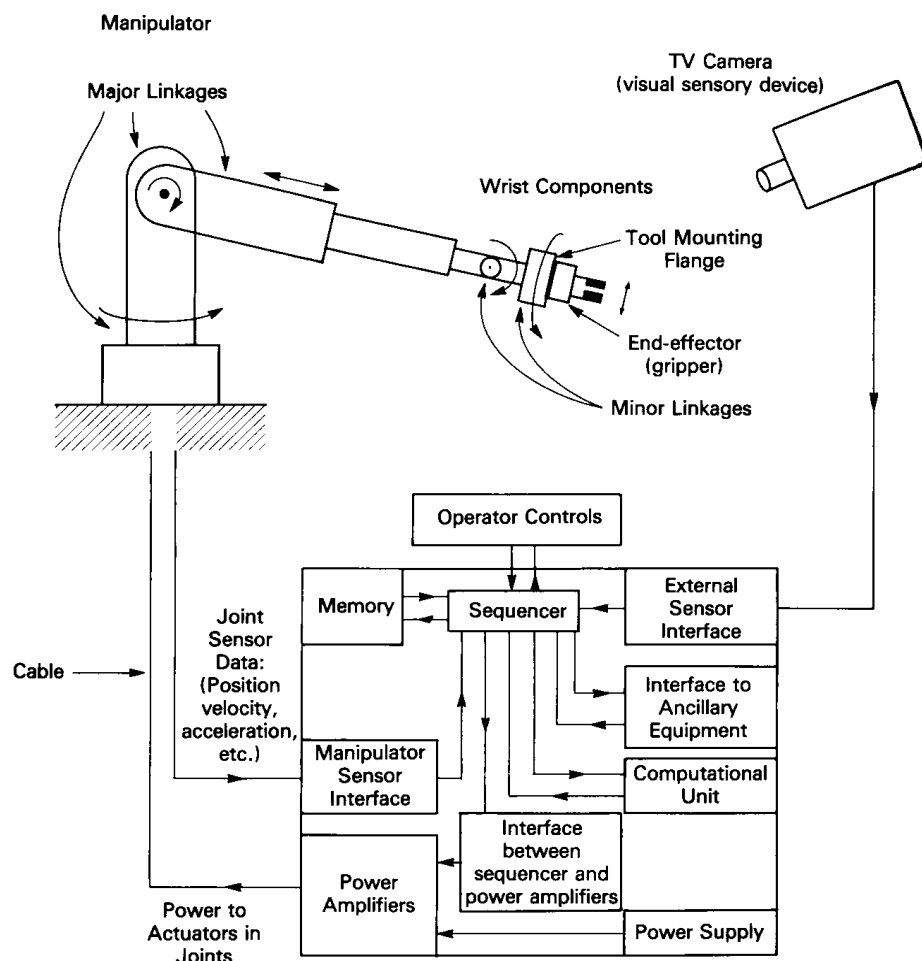 Manipulator
Major Linkages
TV Camera
(visual sensory device)
Wrist Components
Tool Mounting
Flange
End-effector
(gripper)
Minor Linkages
Operator Controls
Memory
Sequencer
External
Sensor
Interface
Joint
Sensor
Data:
(Position
velocity,
acceleration,
etc.)
Cable
Interface to
Ancillary
Equipment
Manipulator
Sensor
Interface
Computational
Unit
Interface
between
sequencer and
power amplifiers
Power
Amplifiers
Power to
Actuators in
Joints
Power Supply